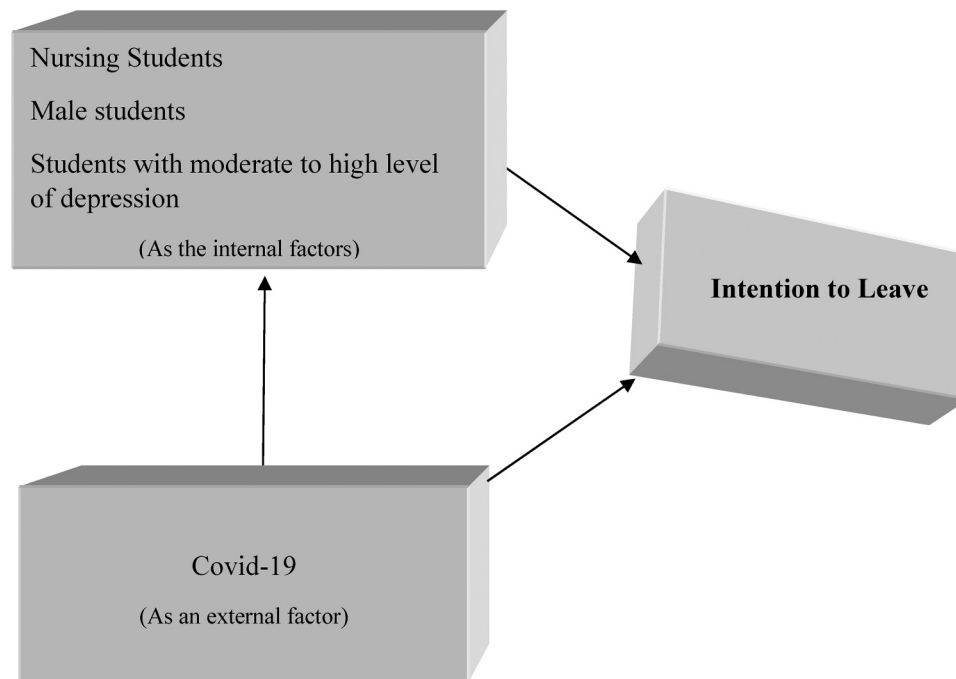 Nursing Students
Male students
Students with moderate to high level
of depression
(As the internal factors)
Intention to Leave
Covid-19
(As an external factor)